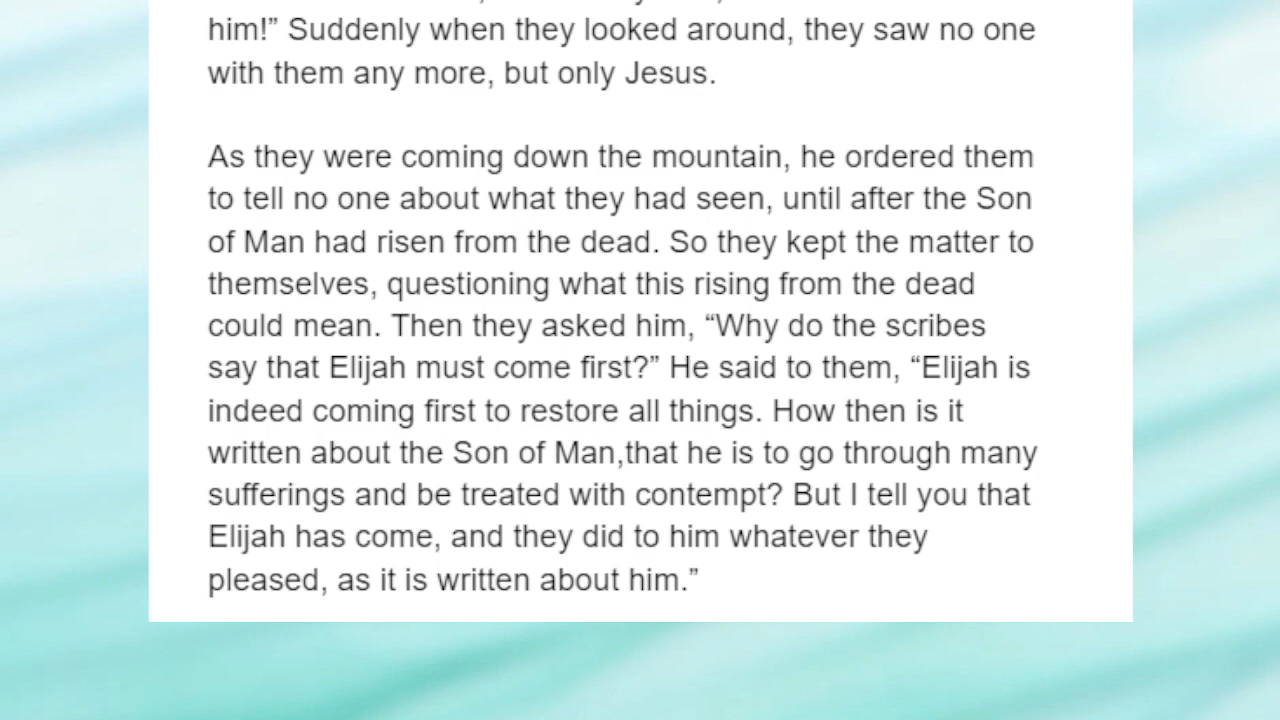 him!” Suddenly when they looked around, they saw no one
with them any more, but only Jesus.
As they were coming down the mountain, he ordered them
to tell no one about what they had seen, until after the Son
of Man had risen from the dead. So they kept the matter to
themselves, questioning what this rising from the dead
could mean. Then they asked him, “Why do the scribes
say that Elijah must come first?” He said to them, “Elijah is
indeed coming first to restore all things. How then is it
written about the Son of Man,that he is to go through many
sufferings and be treated with contempt? But I tell you that
Elijah has come, and they did to him whatever they
pleased, as it is written about him.”